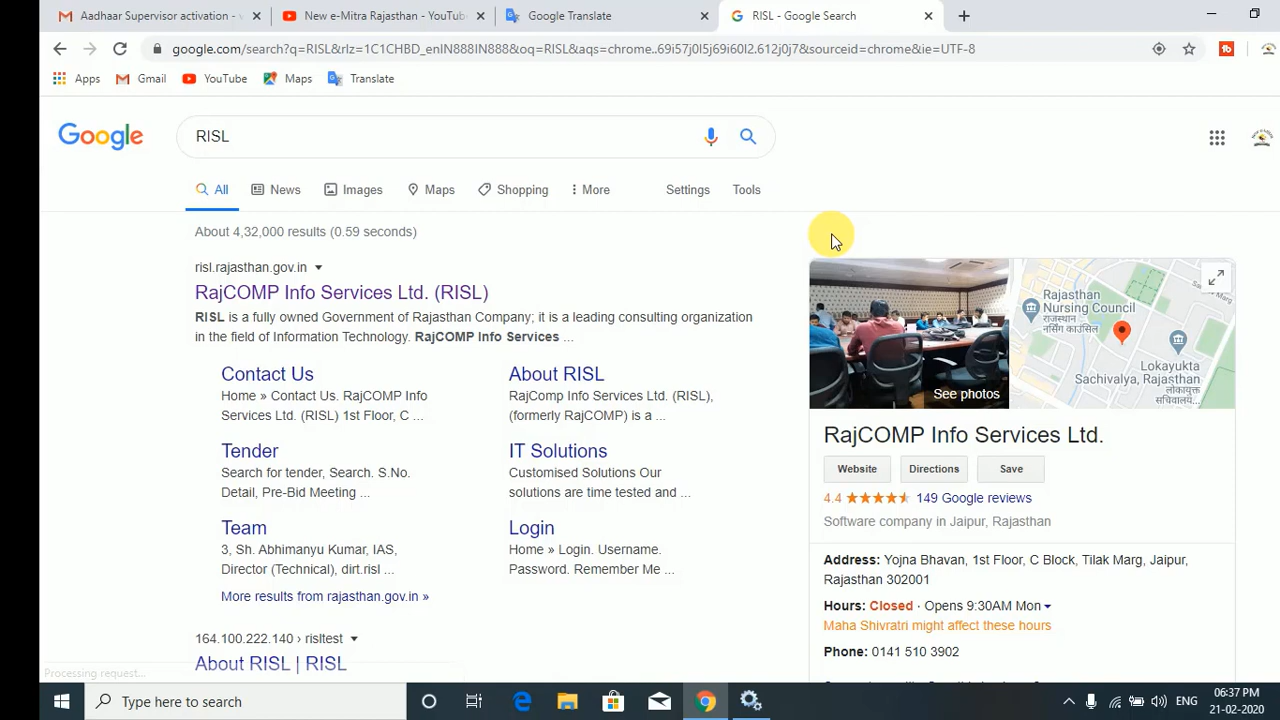 Aadhaar Supervisor activation -
New e-Mitra Rajasthan - YouTub
Google Translate
RISL - Google Search
google.com/search?q=RISL&rlz=1C1CHBD_enIN888IN888&oq=RISL&aqs=chrome..69i57j0l5j69i60l2.612j0j7&sourceid=chrome&ie=UTF-8
Apps
Gmail
YouTube
Maps
Translate
Google
RISL
All
News
Images
Maps
Shopping
More
Settings
Tools
About 4,32,000 results (0.59 seconds)
risl.rajasthan.gov.in
RajCOMP Info Services Ltd. (RISL)
RISL is a fully owned Government of Rajasthan Company; it is a leading consulting organization
in the field of Information Technology. RajCOMP Info Services ...
Contact Us
Home » Contact Us. RajCOMP Info
Services Ltd. (RISL) 1st Floor, C ...
About RISL
RajComp Info Services Ltd. (RISL),
(formerly RajCOMP) is a ...
Tender
Search for tender, Search. S.No.
Detail, Pre-Bid Meeting ...
IT Solutions
Customised Solutions Our
solutions are time tested and ...
Team
3, Sh. Abhimanyu Kumar, IAS,
Director (Technical), dirt.risl ...
Login
Home » Login. Username.
Password. Remember Me ...
More results from rajasthan.gov.in »
164.100.222.140 › risltest
About RISL | RISL
Processing request...
See photos
Rajasthan
Nursing Council
राजस्थान
नर्सिंग काउंसिल
Lokayukta
Sachivalya, Rajasthan
लोकायुक्त
सचिवालय...
RajCOMP Info Services Ltd.
Website
Directions
Save
4.4
149 Google reviews
Software company in Jaipur, Rajasthan
Address: Yojna Bhavan, 1st Floor, C Block, Tilak Marg, Jaipur,
Rajasthan 302001
Hours: Closed · Opens 9:30AM Mon
Maha Shivratri might affect these hours
Phone: 0141 510 3902
Type here to search
ENG
06:37 PM
21-02-2020